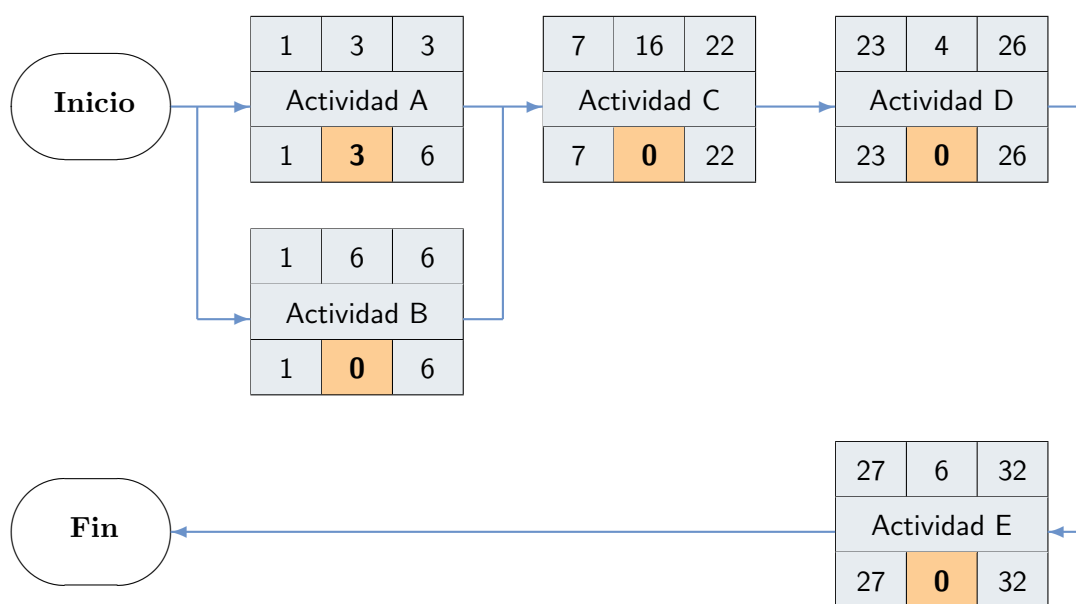 1 3 3
Inicio
Actividad A
1 3 6
7 16 22
Actividad C
7 0 22
23 4 26
Actividad D
23 0 26
1 6 6
Actividad B
1 0 6
27 6 32
Fin
Actividad E
27 0 32